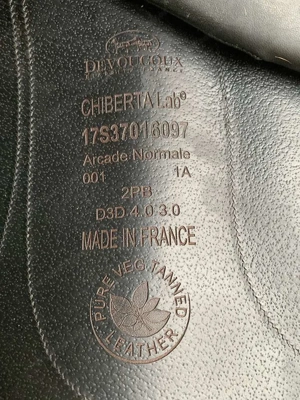 DEVOUCOUX
CHIBERTA Lab®
17S37016097
Arcade Normale
001 1A
2RB
D3D 4.0 3.0
MADE IN FRANCE
PURE VEG TANNED
LEATHER